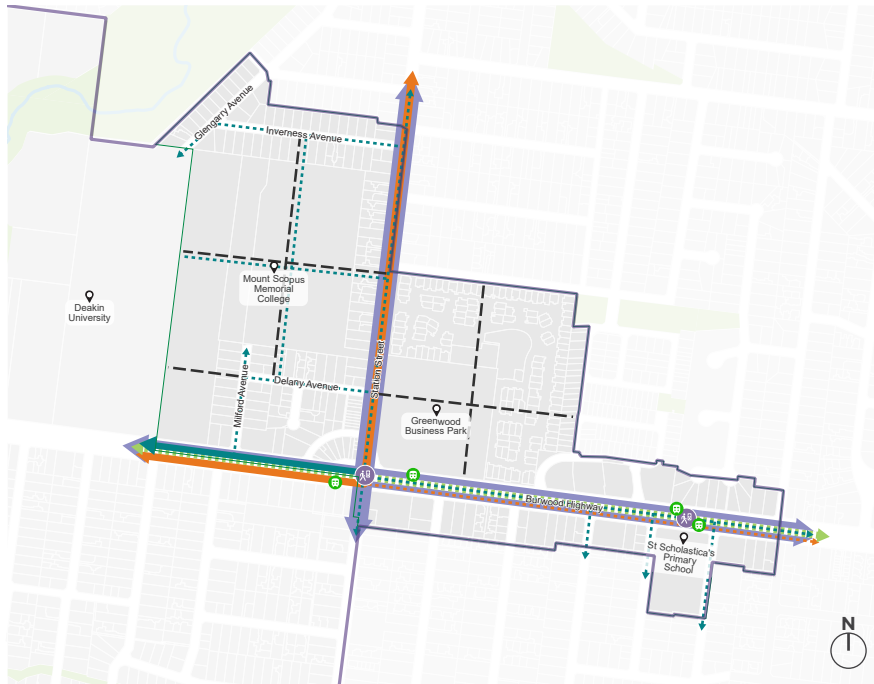 Glengarry Avenue
Inverness Avenue
Mount Scopus
Memorial
College
Deakin
University
Station Street
Milford Avenue
Delany Avenue
Greenwood
Business Park
Burwood Highway
St Scholastica's
Primary
School
N